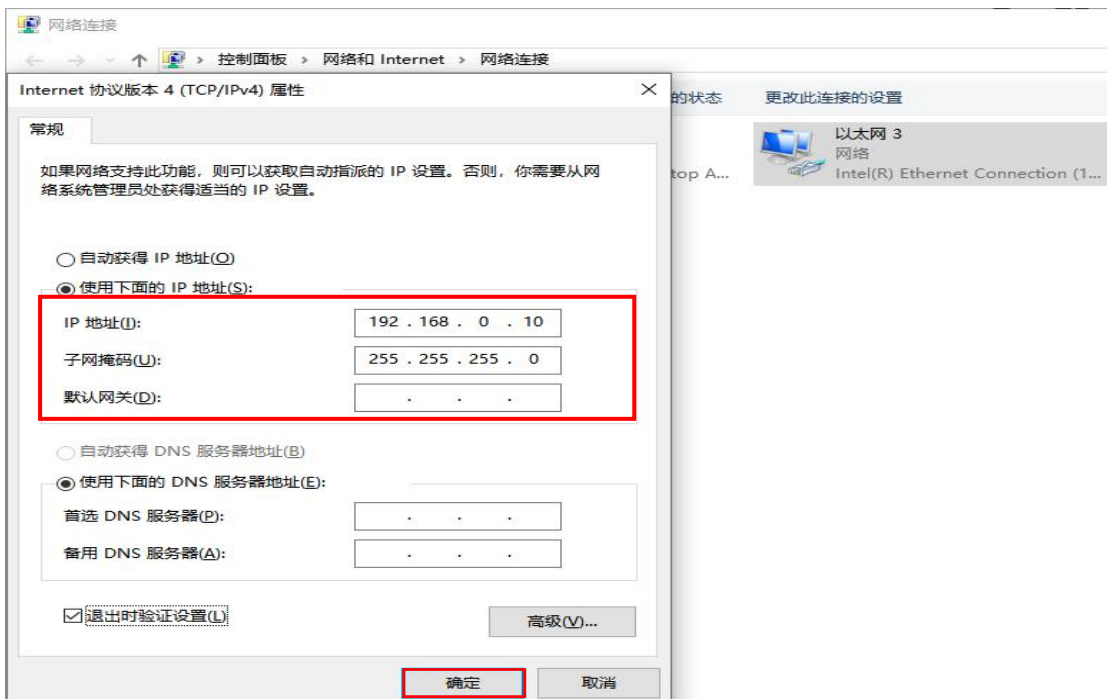 网络连接
控制面板 › 网络和 Internet › 网络连接
Internet 协议版本 4 (TCP/IPv4) 属性
的状态
更改此连接的设置
常规
以太网 3
网络
top A...
Intel(R) Ethernet Connection (1...
如果网络支持此功能，则可以获取自动指派的 IP 设置。否则，你需要从网
络系统管理员处获得适当的 IP 设置。
自动获得 IP 地址(O)
使用下面的 IP 地址(S):
IP 地址(I): 192 . 168 . 0 . 10
子网掩码(U): 255 . 255 . 255 . 0
默认网关(D): . . .
自动获得 DNS 服务器地址(B)
使用下面的 DNS 服务器地址(E):
首选 DNS 服务器(P): . . .
备用 DNS 服务器(A): . . .
退出时验证设置(L)
高级(V)...
确定
取消